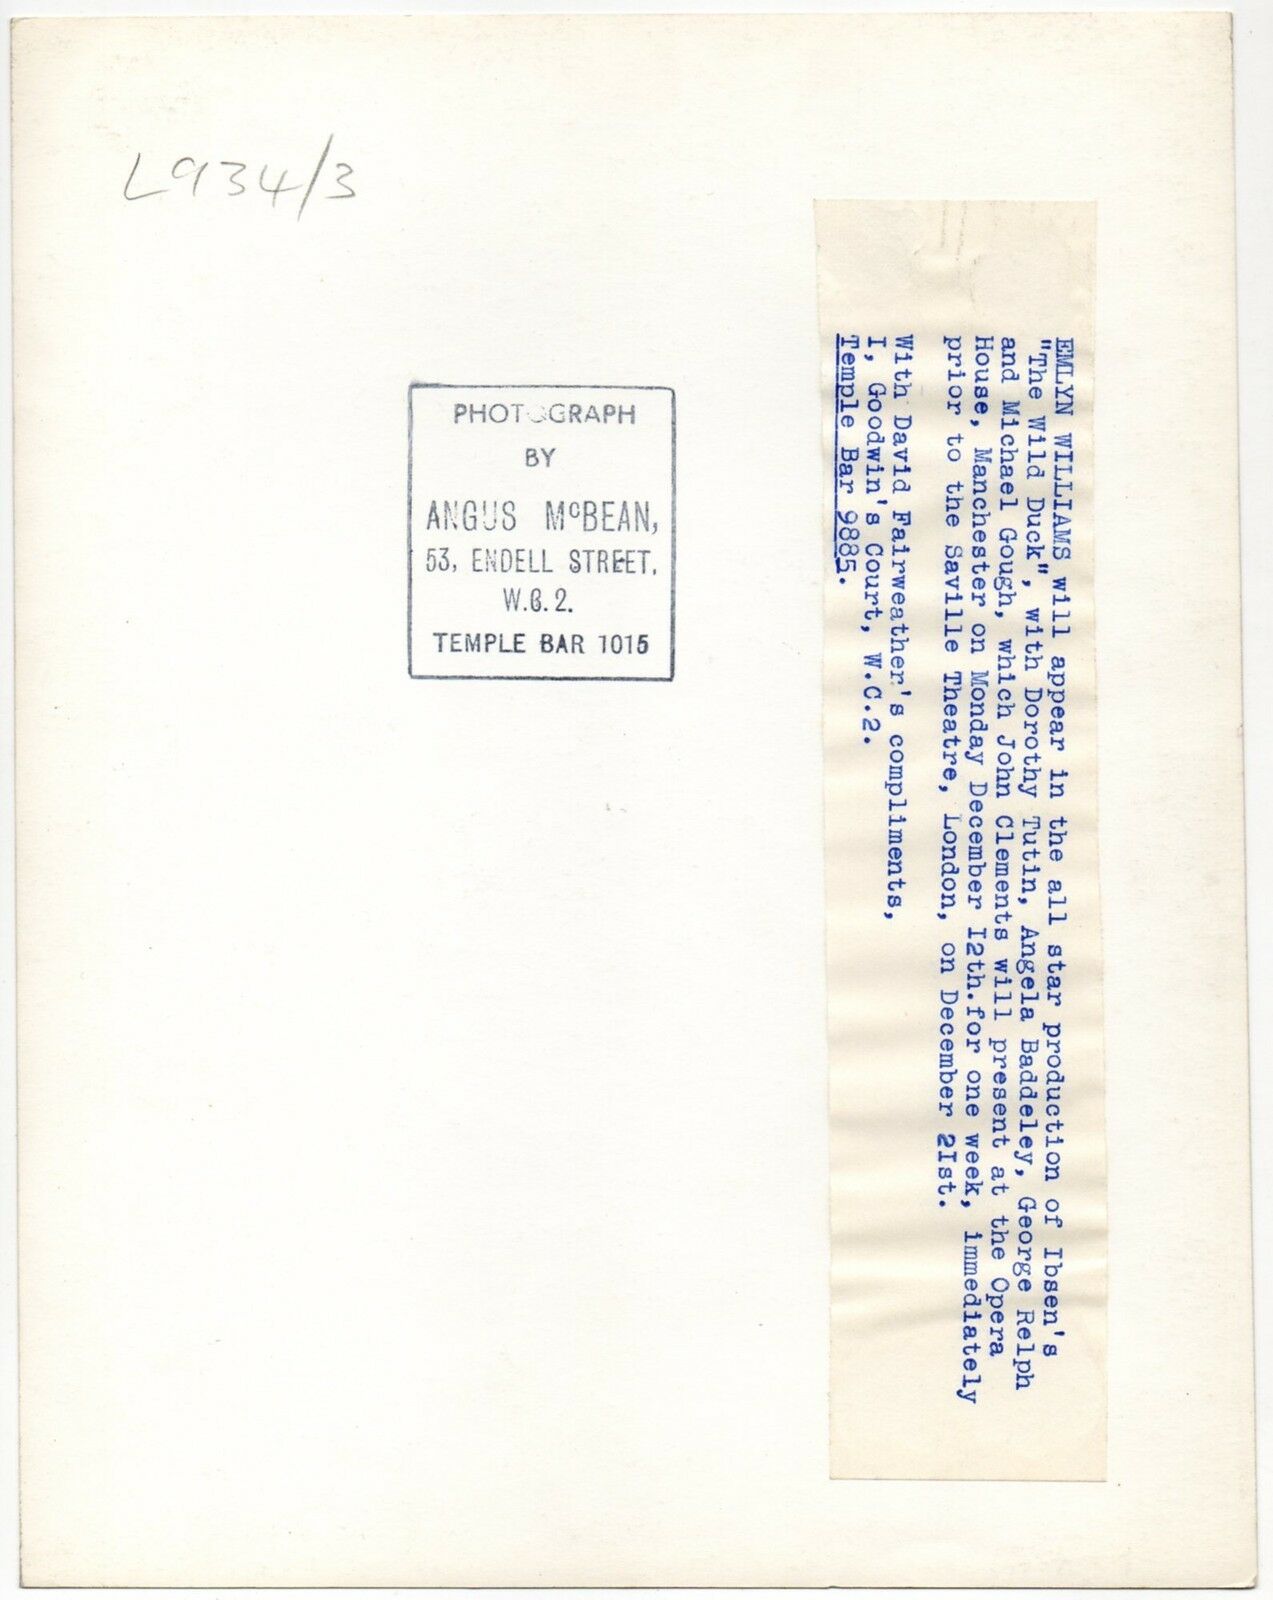 L934/3
PHOTOGRAPH
BY
ANGUS McBEAN,
53, ENDELL STREET,
W.C.2.
TEMPLE BAR 1015
EMLYN WILLIAMS will appear in the all star production of Ibsen's
"The Wild Duck", with Dorothy Tutin, Angela Baddeley, George Relph
and Michael Gough, which John Clements will present at the Opera
House, Manchester on Monday December I2th.for one week, immediately
prior to the Saville Theatre, London, on December 2Ist.
With David Fairweather's compliments,
I, Goodwin's Court, W.C.2.
Temple Bar 9885.